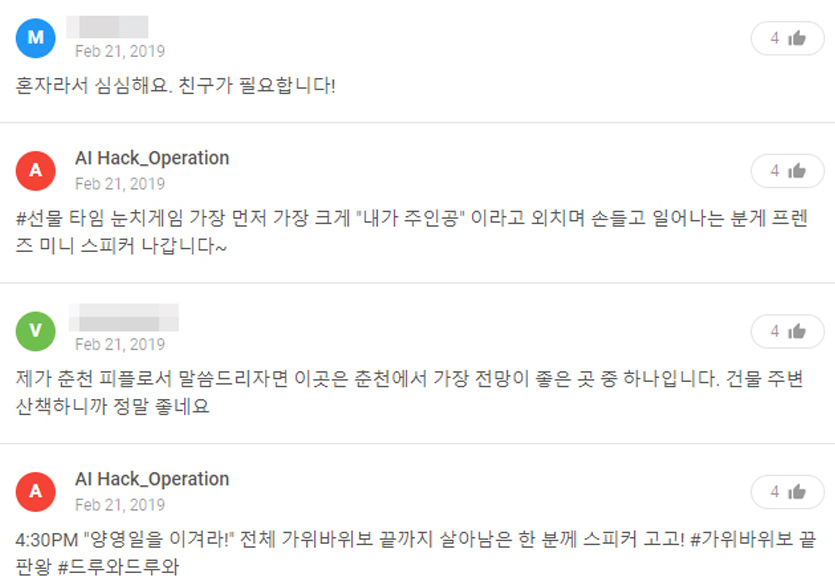 M
Feb 21, 2019
4
혼자라서 심심해요. 친구가 필요합니다!
A
AI Hack_Operation
Feb 21, 2019
4
#선물 타임 눈치게임 가장 먼저 가장 크게 "내가 주인공" 이라고 외치며 손들고 일어나는 분게 프렌
즈 미니 스피커 나갑니다~
V
Feb 21, 2019
4
제가 춘천 피플로서 말씀드리자면 이곳은 춘천에서 가장 전망이 좋은 곳 중 하나입니다. 건물 주변
산책하니까 정말 좋네요
A
AI Hack_Operation
Feb 21, 2019
4
4:30PM "양영일을 이겨라!" 전체 가위바위보 끝까지 살아남은 한 분께 스피커 고고! #가위바위보 끝
판왕 #드루와드루와